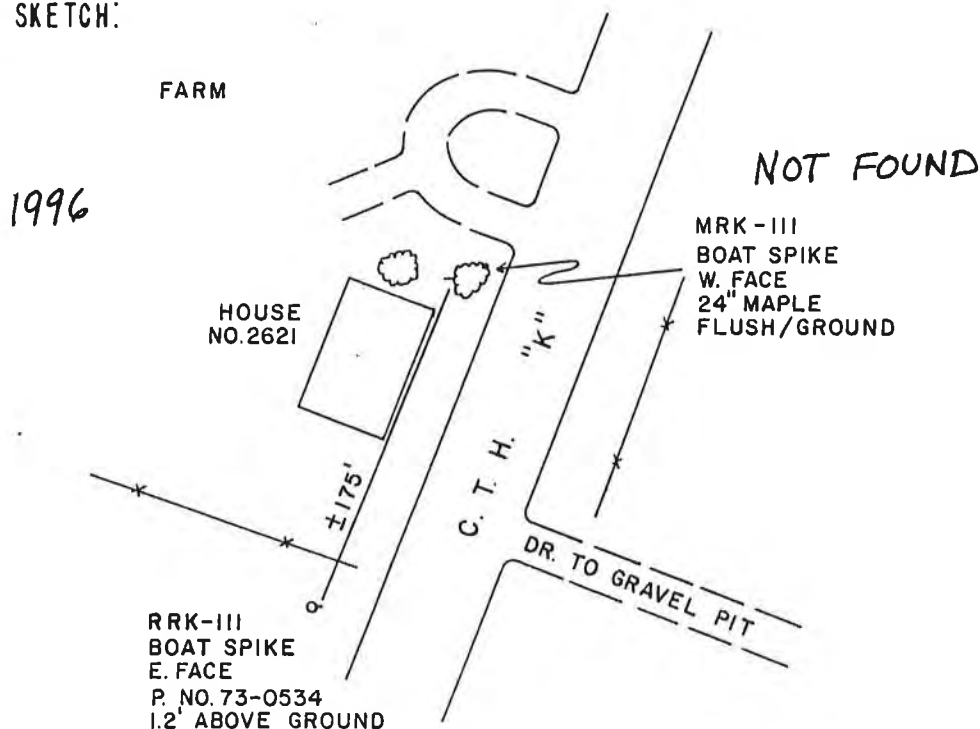 SKETCH:
FARM
1996
NOT FOUND
MRK-111
BOAT SPIKE
W. FACE
24" MAPLE
FLUSH/GROUND
HOUSE
NO. 2621
C. T. H. "K"
±175'
DR. TO GRAVEL PIT
RRK-111
BOAT SPIKE
E. FACE
P. NO. 73-0534
1.2' ABOVE GROUND